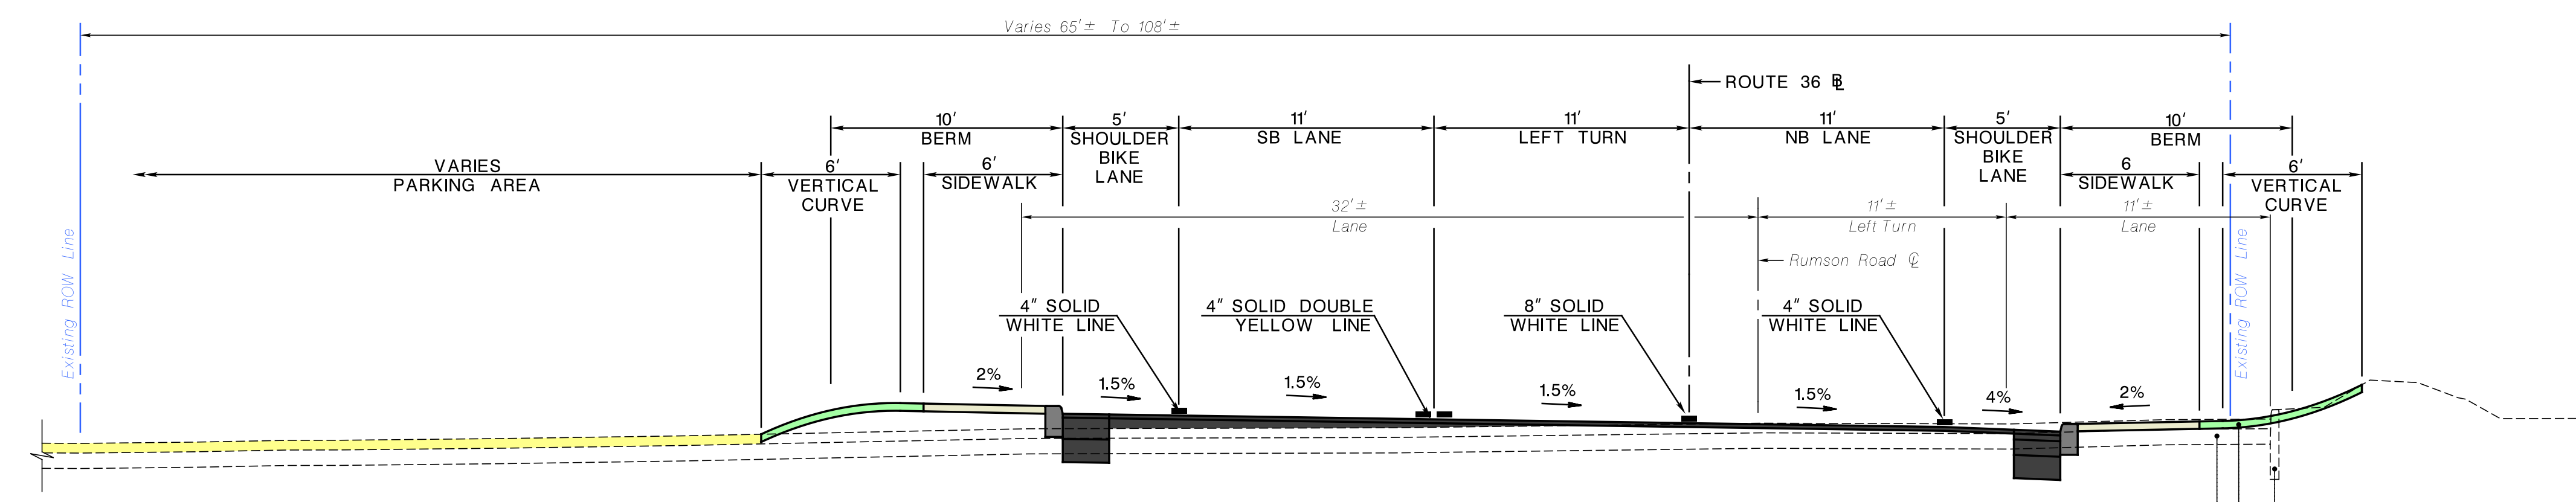 Varies 65'± To 108'±
ROUTE 36 BL
10'
BERM
5'
SHOULDER
BIKE
LANE
11'
SB LANE
11'
LEFT TURN
11'
NB LANE
5'
SHOULDER
BIKE
LANE
10'
BERM
VARIES
PARKING AREA
6'
VERTICAL
CURVE
6'
SIDEWALK
6
SIDEWALK
6'
VERTICAL
CURVE
32'±
Lane
11'±
Left Turn
11'±
Lane
Rumson Road CL
Existing ROW Line
Existing ROW Line
4" SOLID
WHITE LINE
4" SOLID DOUBLE
YELLOW LINE
8" SOLID
WHITE LINE
4" SOLID
WHITE LINE
2%
1.5%
1.5%
1.5%
1.5%
4%
2%